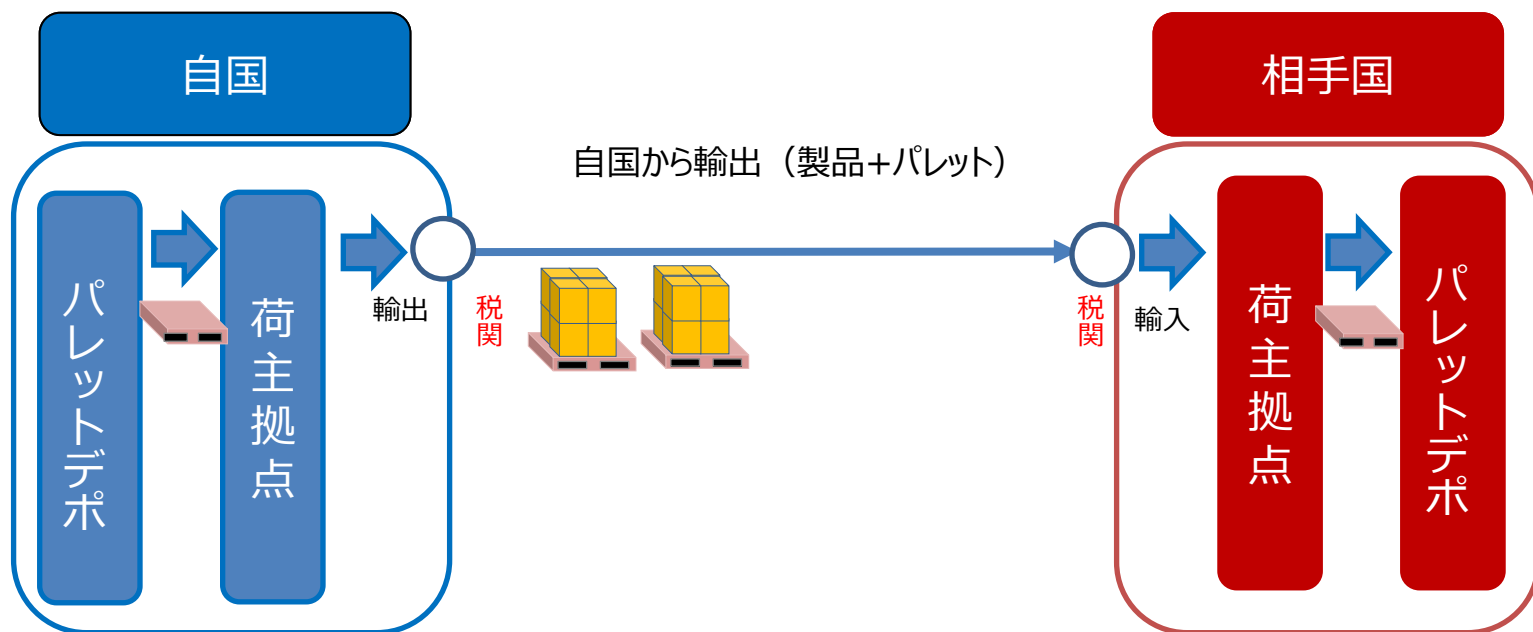 自国
相手国
自国から輸出（製品+パレット）
パレットデポ
荷主拠点
輸出
税関
税関
輸入
荷主拠点
パレットデポ